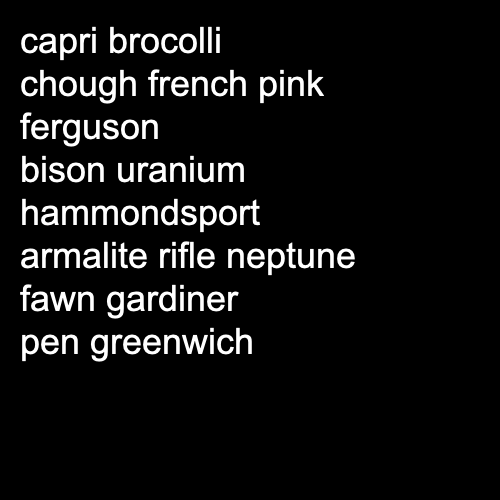 capri brocolli
chough french pink
ferguson
bison uranium
hammondsport
armalite rifle neptune
fawn gardiner
pen greenwich